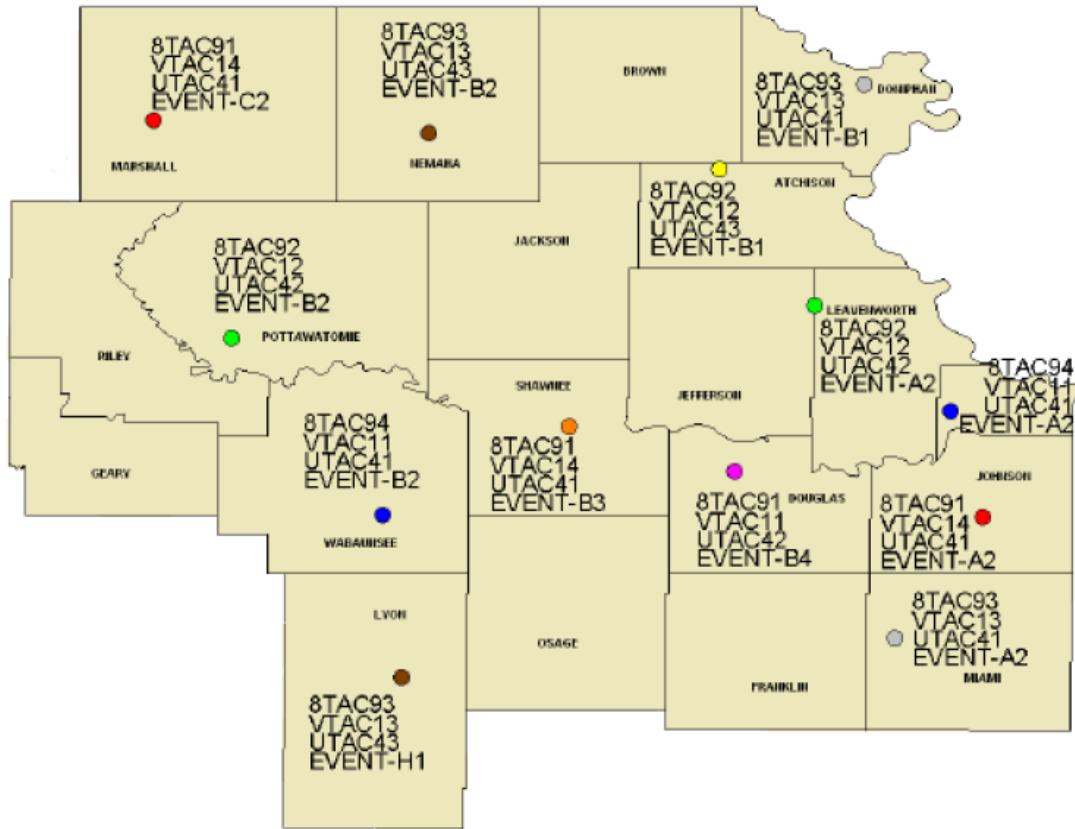 8TAC91
VTAC14
UTAC41
EVENT-C2
MARSHALL
8TAC93
VTAC13
UTAC43
EVENT-B2
NEMAHA
BROWN
8TAC93
VTAC13
UTAC41
EVENT-B1
DONIPHAN
ATCHISON
8TAC92
VTAC12
UTAC43
EVENT-B1
JACKSON
8TAC92
VTAC12
UTAC42
EVENT-B2
POTTAWATOMIE
RILEY
LEAVENWORTH
8TAC92
VTAC12
UTAC42
EVENT-A2
8TAC94
VTAC11
UTAC41
EVENT-A2
SHAWNEE
8TAC91
VTAC14
UTAC41
EVENT-B3
JEFFERSON
8TAC94
VTAC11
UTAC41
EVENT-B2
WABAUNSEE
GEARY
DOUGLAS
8TAC91
VTAC11
UTAC42
EVENT-B4
JOHNSON
8TAC91
VTAC14
UTAC41
EVENT-A2
8TAC93
VTAC13
UTAC41
EVENT-A2
MIAMI
LYON
8TAC93
VTAC13
UTAC43
EVENT-H1
OSAGE
FRANKLIN